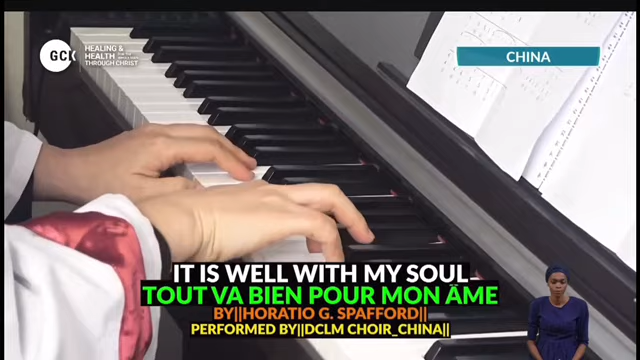 GCK
HEALING &
HEALTH
THROUGH CHRIST
CHINA
IT IS WELL WITH MY SOUL
TOUT VA BIEN POUR MON ÂME
BY||HORATIO G. SPAFFORD||
PERFORMED BY||DCLM CHOIR_CHINA||